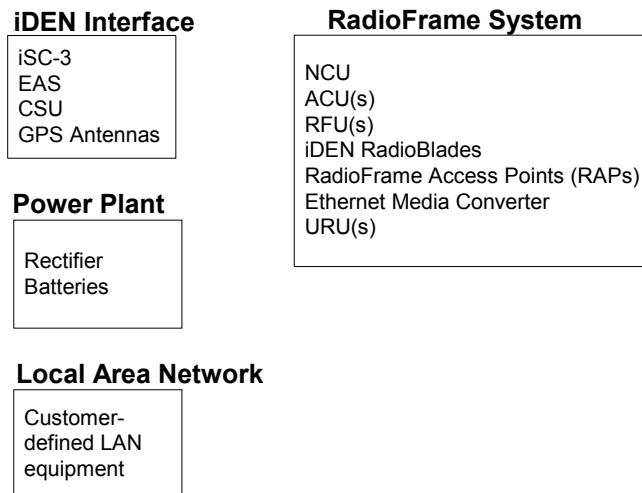 iDEN Interface
iSC-3
EAS
CSU
GPS Antennas
Power Plant
Rectifier
Batteries
Local Area Network
Customer-
defined LAN
equipment
RadioFrame System
NCU
ACU(s)
RFU(s)
iDEN RadioBlades
RadioFrame Access Points (RAPs)
Ethernet Media Converter
URU(s)